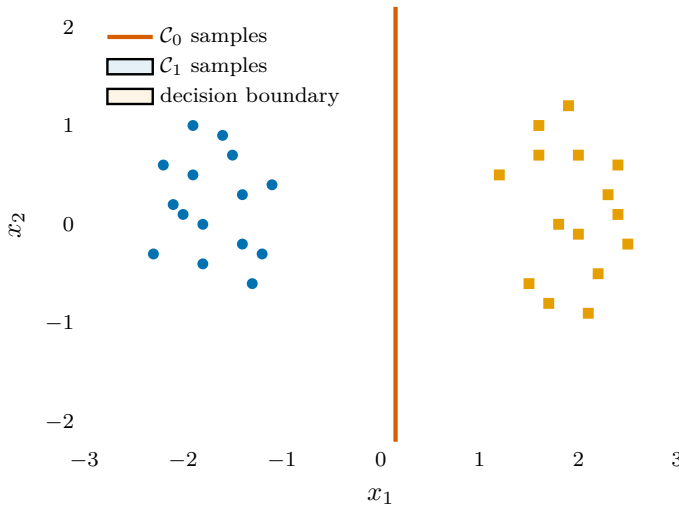 2
1
0
−1
−2
x₂
𝒞₀ samples
𝒞₁ samples
decision boundary
−3 −2 −1 0 1 2 3
x₁